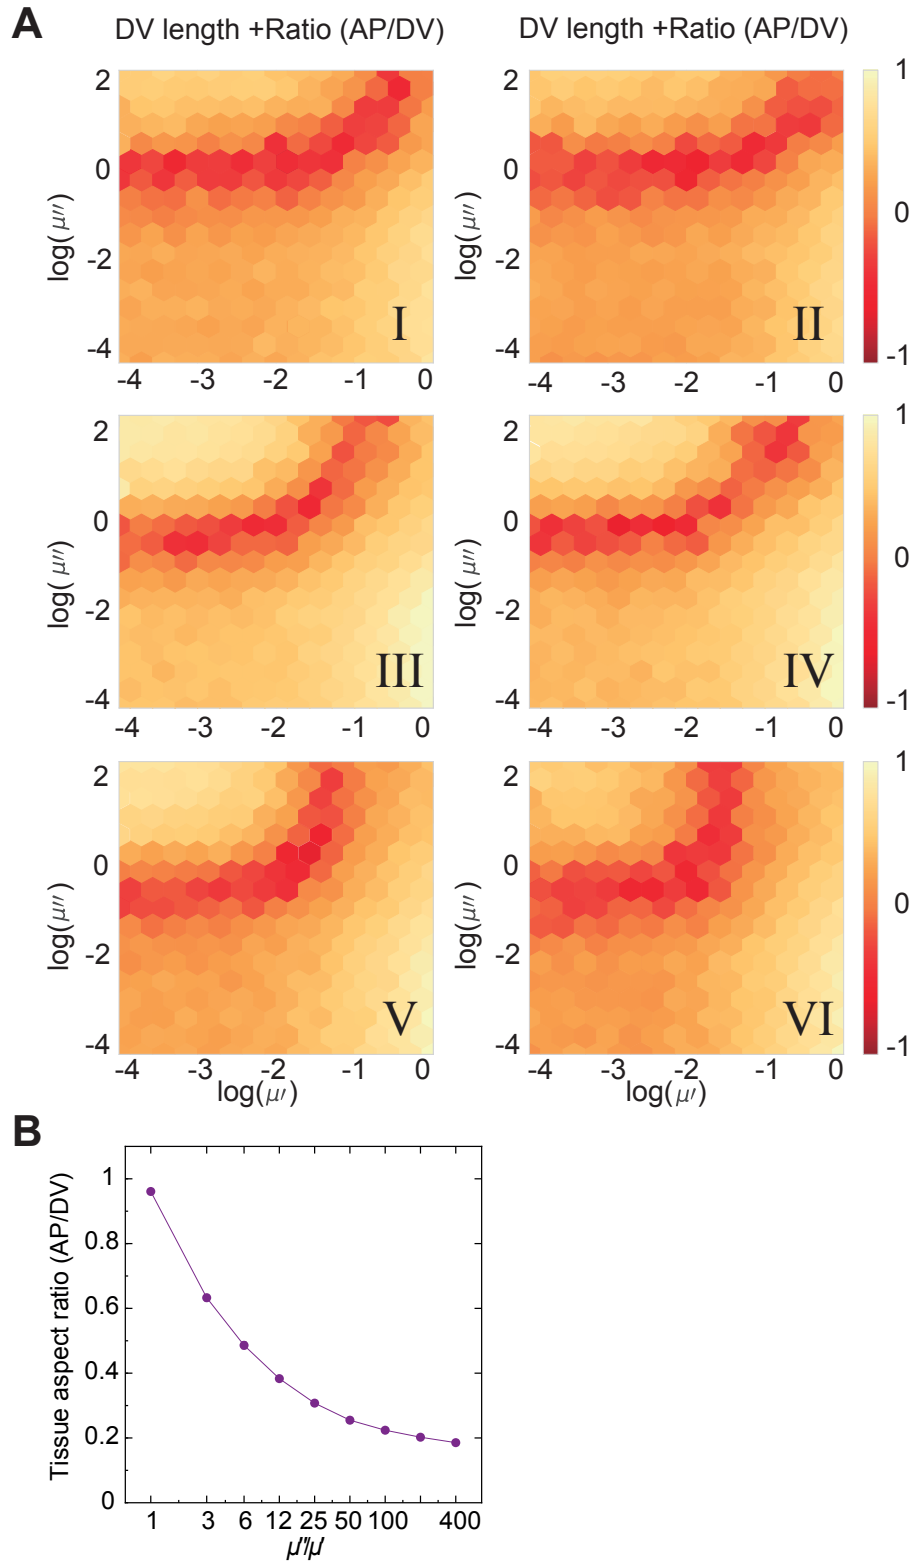 A
DV length +Ratio (AP/DV) DV length +Ratio (AP/DV)
2 2 1
0 0 0
log(μ′′) log(μ′′)
-2 -2
I II
-4 -4 -1
-4 -3 -2 -1 0 -4 -3 -2 -1 0
2 2 1
0 0 0
log(μ′′) log(μ′′)
-2 -2
III IV
-4 -4 -1
-4 -3 -2 -1 0 -4 -3 -2 -1 0
2 2 1
0 0 0
log(μ′′) log(μ′′)
-2 -2
V VI
-4 -4 -1
-4 -3 -2 -1 0 -4 -3 -2 -1 0
log(μ′) log(μ′)
B
Tissue aspect ratio (AP/DV)
1
0.8
0.6
0.4
0.2
0
1 3 6 12 25 50 100 400
μ″/μ′